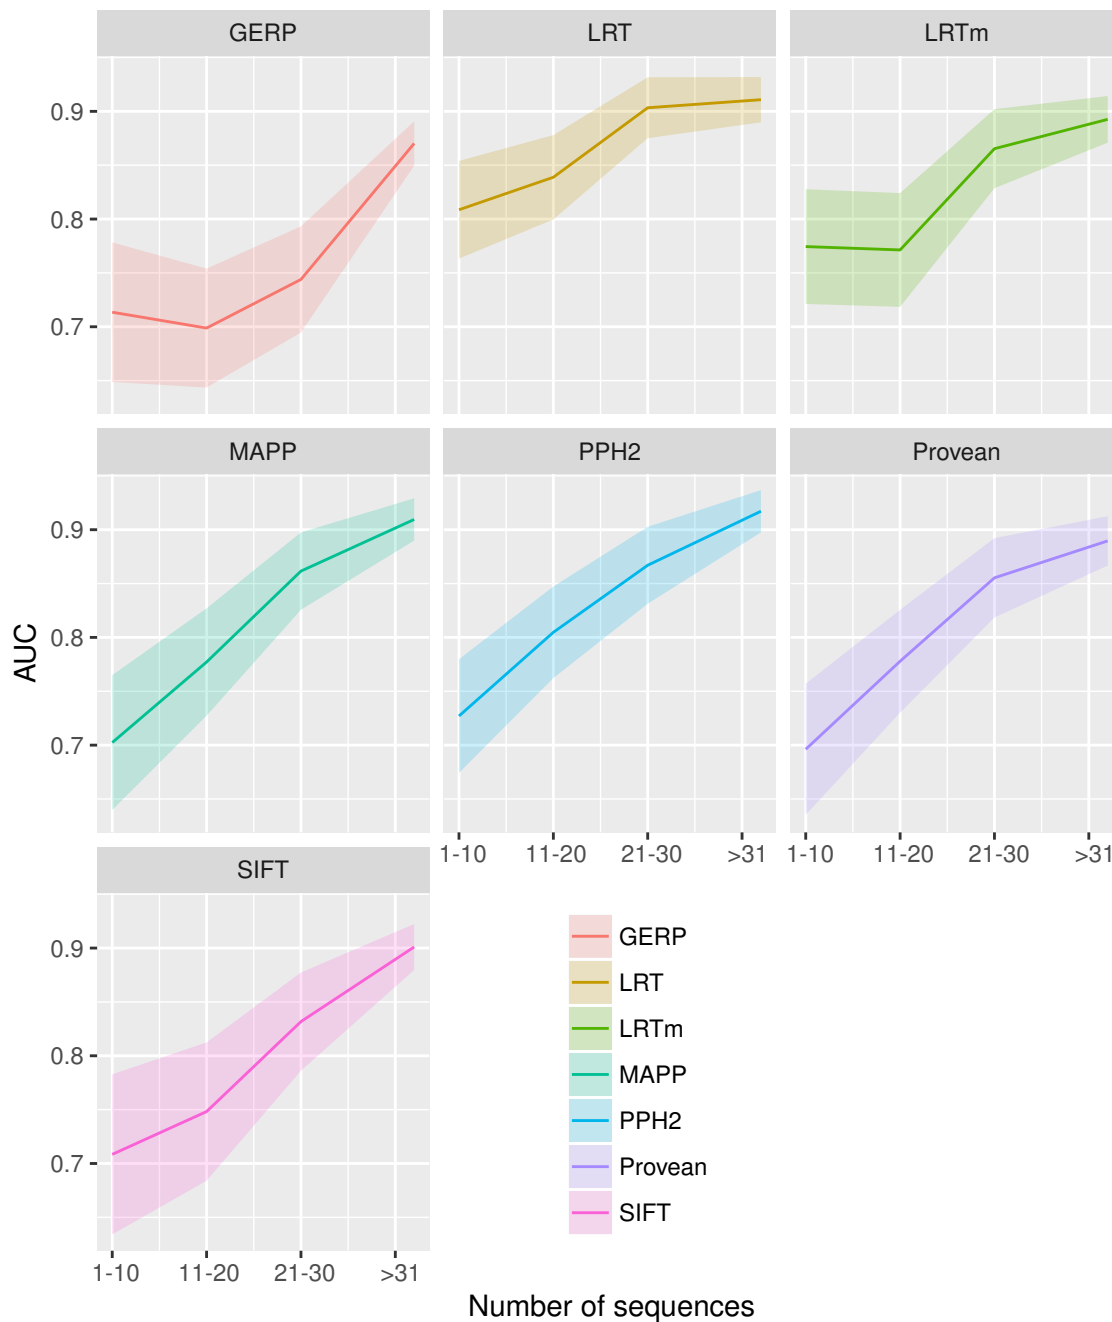 GERP
LRT
LRTm
0.9
0.8
0.7
MAPP
PPH2
Provean
0.9
0.8
0.7
AUC
1-10 11-20 21-30 >31
1-10 11-20 21-30 >31
SIFT
0.9
0.8
0.7
1-10 11-20 21-30 >31
GERP
LRT
LRTm
MAPP
PPH2
Provean
SIFT
Number of sequences